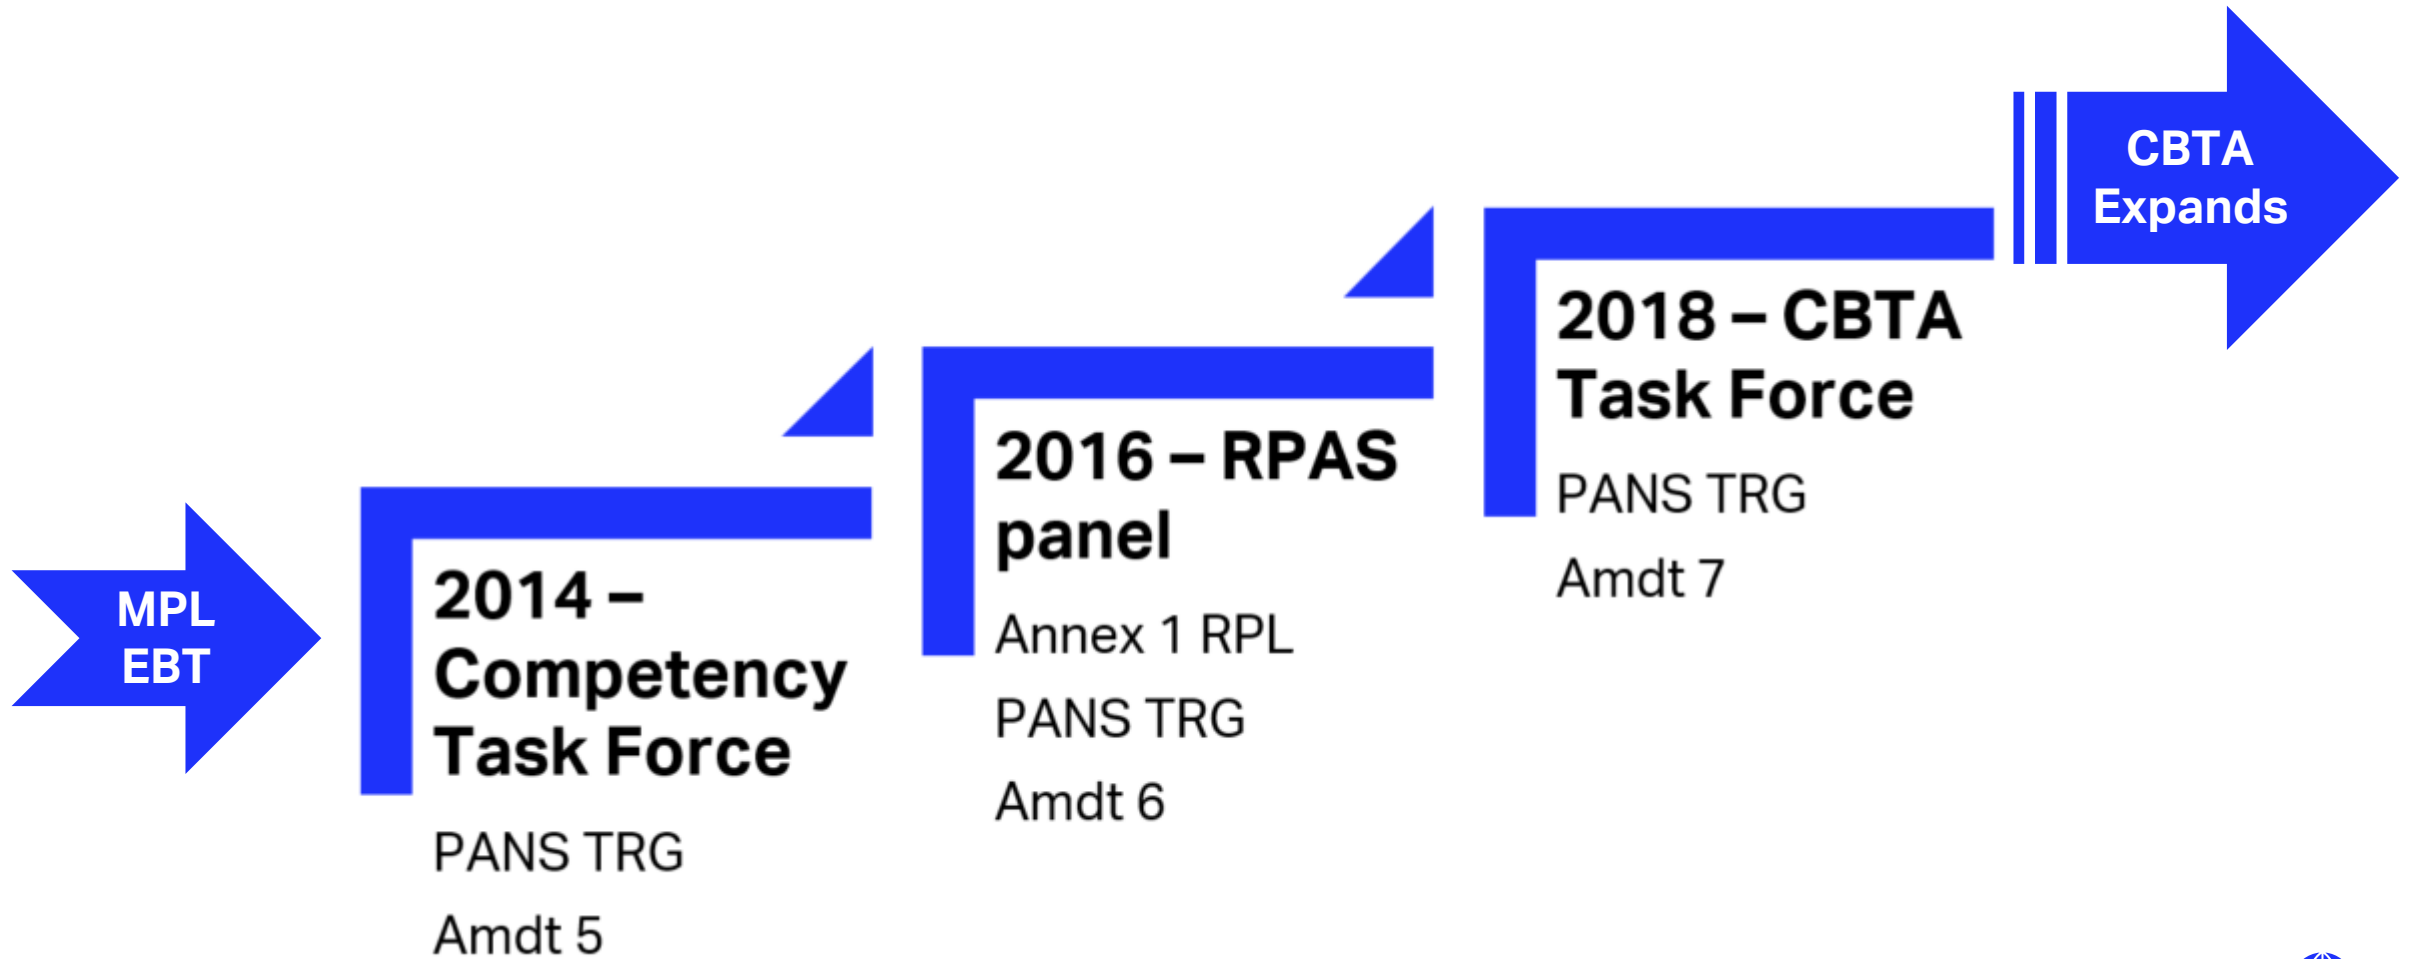 MPL
EBT
2014 –
Competency
Task Force
PANS TRG
Amdt 5
2016 – RPAS
panel
Annex 1 RPL
PANS TRG
Amdt 6
2018 – CBTA
Task Force
PANS TRG
Amdt 7
CBTA
Expands